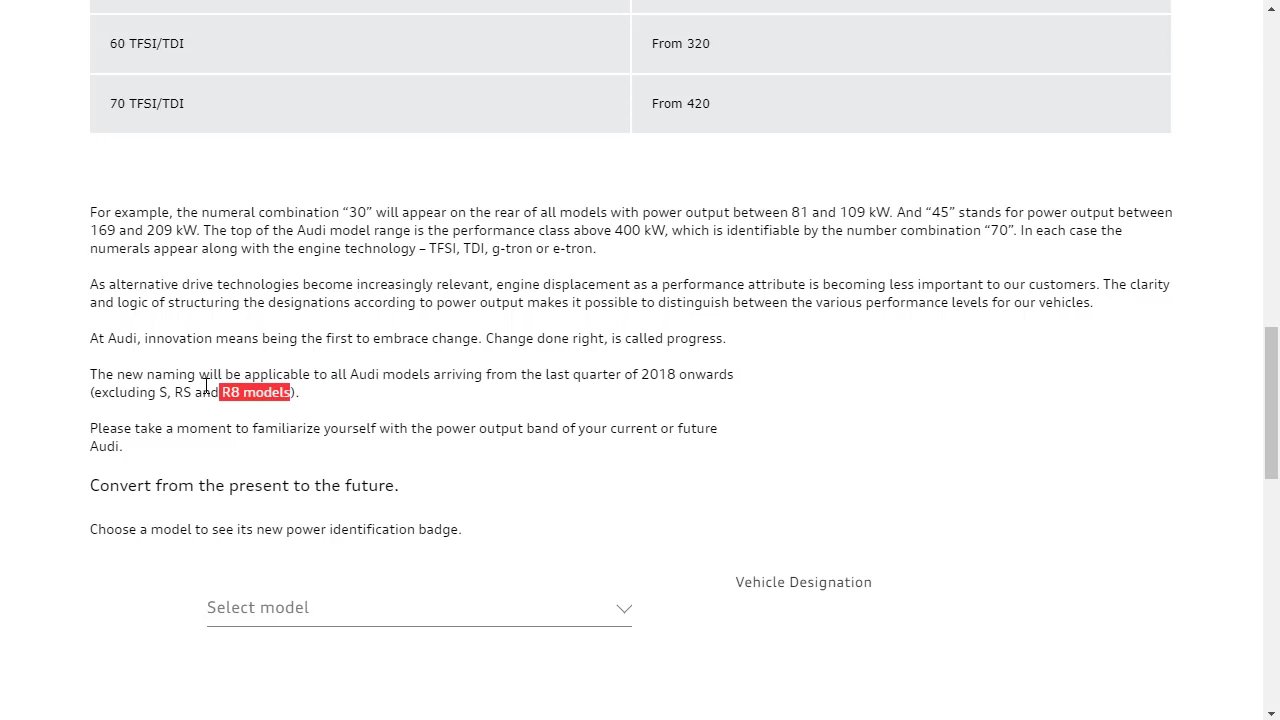 60 TFSI/TDI From 320
70 TFSI/TDI From 420
For example, the numeral combination “30” will appear on the rear of all models with power output between 81 and 109 kW. And “45” stands for power output between
169 and 209 kW. The top of the Audi model range is the performance class above 400 kW, which is identifiable by the number combination “70”. In each case the
numerals appear along with the engine technology – TFSI, TDI, g-tron or e-tron.
As alternative drive technologies become increasingly relevant, engine displacement as a performance attribute is becoming less important to our customers. The clarity
and logic of structuring the designations according to power output makes it possible to distinguish between the various performance levels for our vehicles.
At Audi, innovation means being the first to embrace change. Change done right, is called progress.
The new naming will be applicable to all Audi models arriving from the last quarter of 2018 onwards
(excluding S, RS and R8 models).
Please take a moment to familiarize yourself with the power output band of your current or future
Audi.
Convert from the present to the future.
Choose a model to see its new power identification badge.
Vehicle Designation
Select model